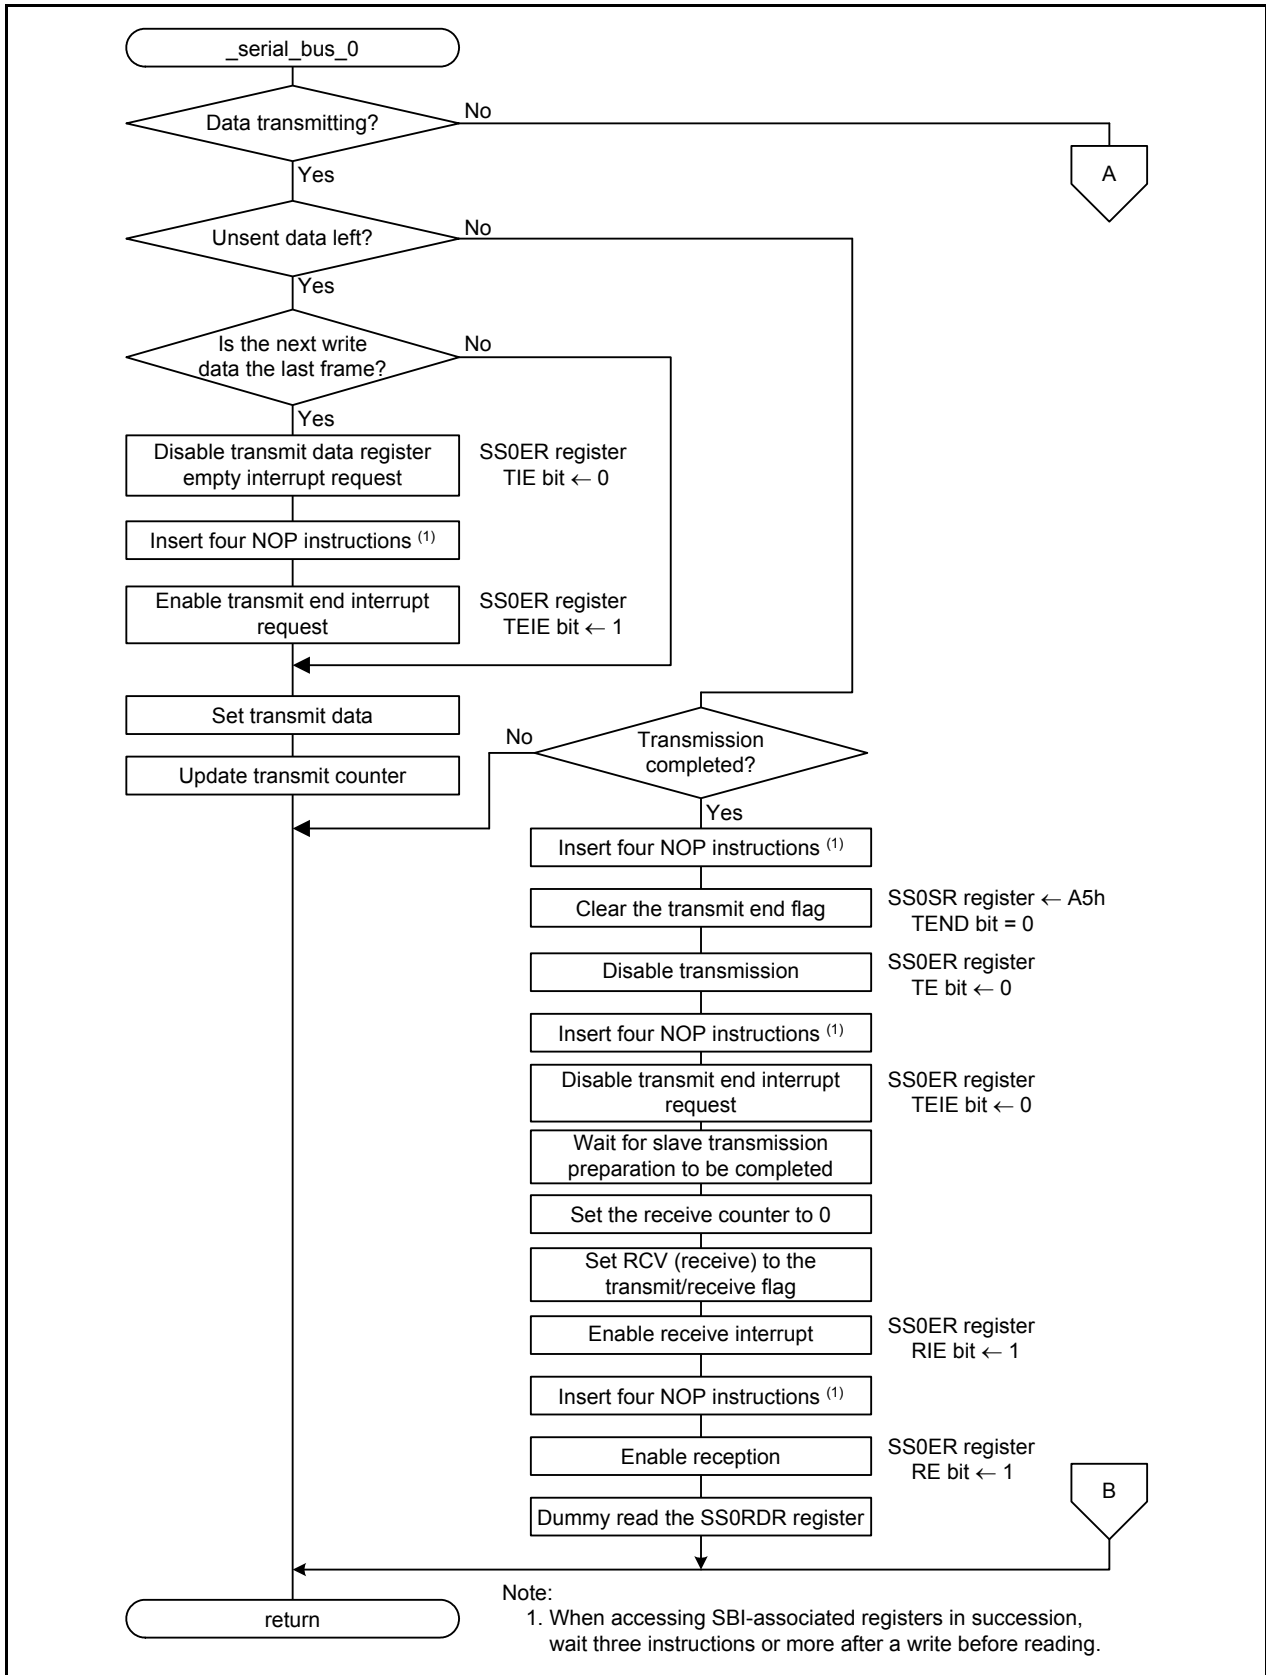 _serial_bus_0
Data transmitting?
No
A
Yes
Unsent data left?
No
Yes
Is the next write
data the last frame?
No
Yes
Disable transmit data register
empty interrupt request
SS0ER register
TIE bit ← 0
Insert four NOP instructions (1)
Enable transmit end interrupt
request
SS0ER register
TEIE bit ← 1
Set transmit data
Update transmit counter
Transmission
completed?
No
Yes
Insert four NOP instructions (1)
Clear the transmit end flag
SS0SR register ← A5h
TEND bit = 0
Disable transmission
SS0ER register
TE bit ← 0
Insert four NOP instructions (1)
Disable transmit end interrupt
request
SS0ER register
TEIE bit ← 0
Wait for slave transmission
preparation to be completed
Set the receive counter to 0
Set RCV (receive) to the
transmit/receive flag
Enable receive interrupt
SS0ER register
RIE bit ← 1
Insert four NOP instructions (1)
Enable reception
SS0ER register
RE bit ← 1
B
Dummy read the SS0RDR register
return
Note:
1. When accessing SBI-associated registers in succession,
wait three instructions or more after a write before reading.